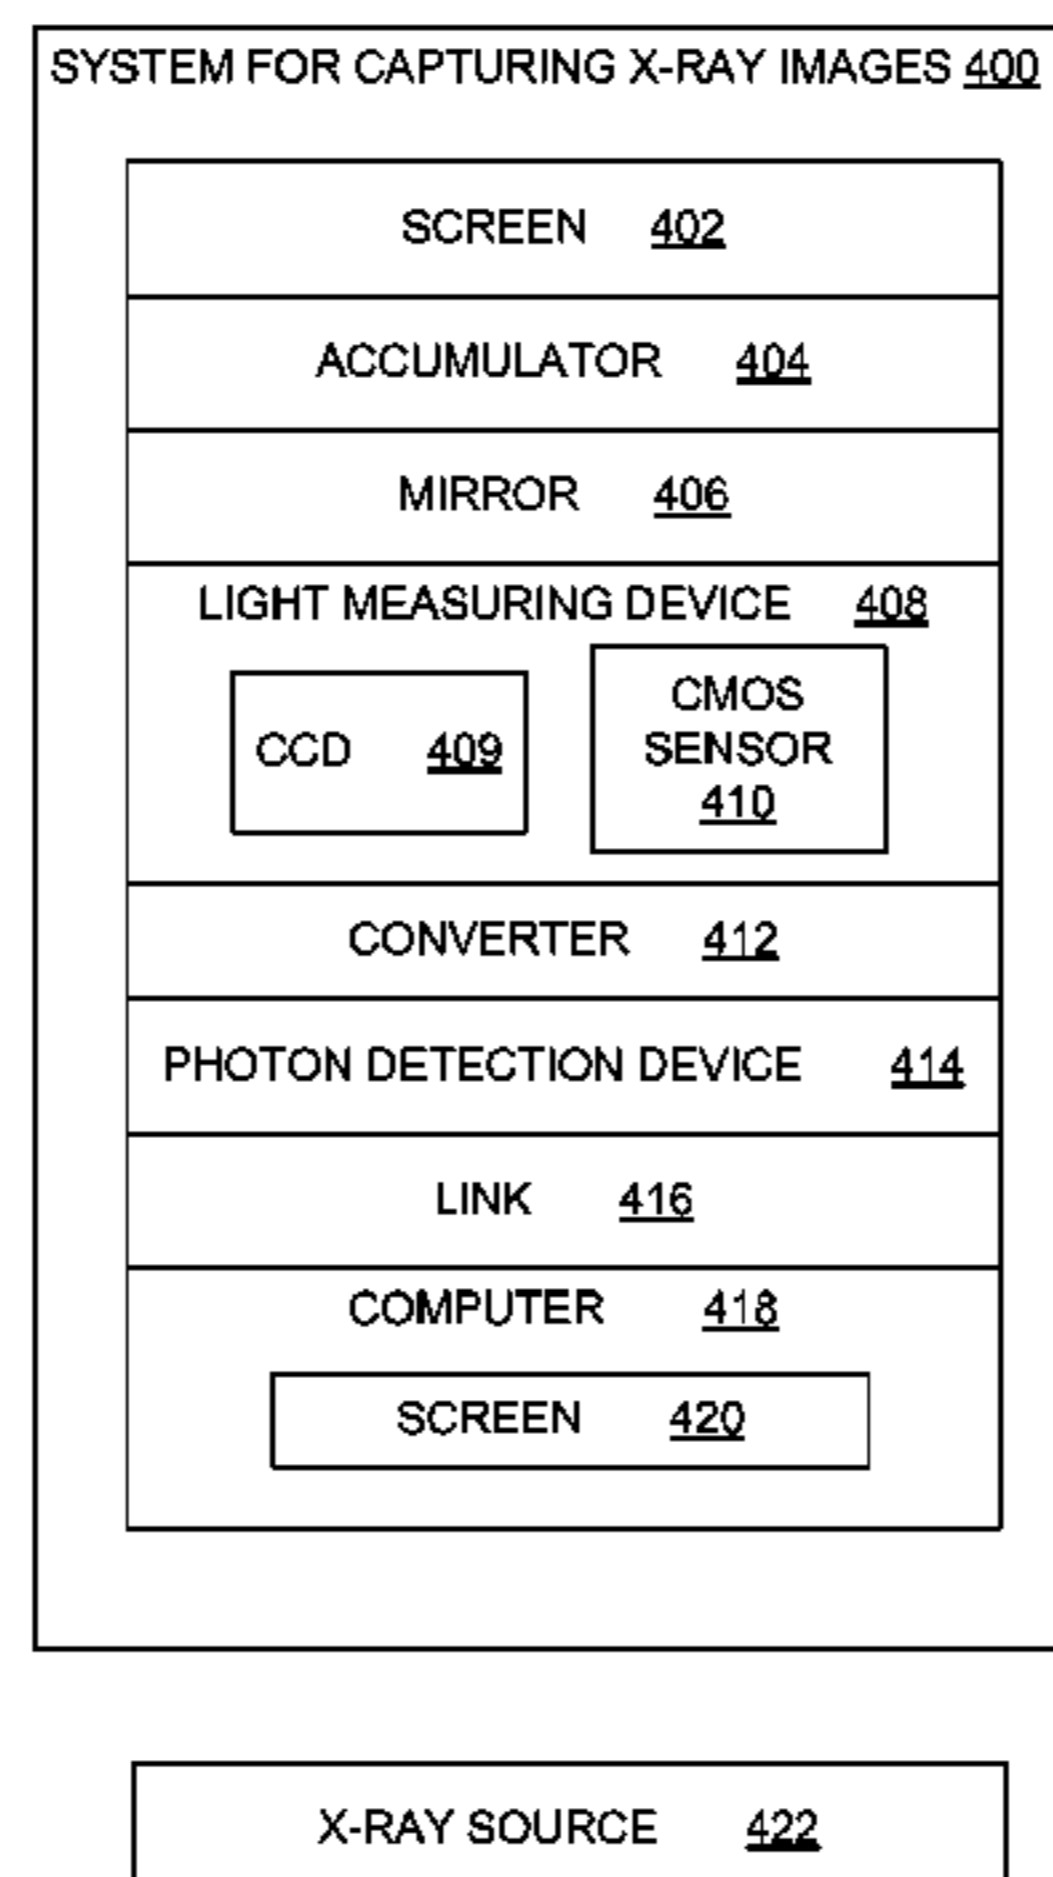 SYSTEM FOR CAPTURING X-RAY IMAGES 400
SCREEN 402
ACCUMULATOR 404
MIRROR 406
LIGHT MEASURING DEVICE 408
CCD 409
CMOS
SENSOR
410
CONVERTER 412
PHOTON DETECTION DEVICE 414
LINK 416
COMPUTER 418
SCREEN 420
X-RAY SOURCE 422